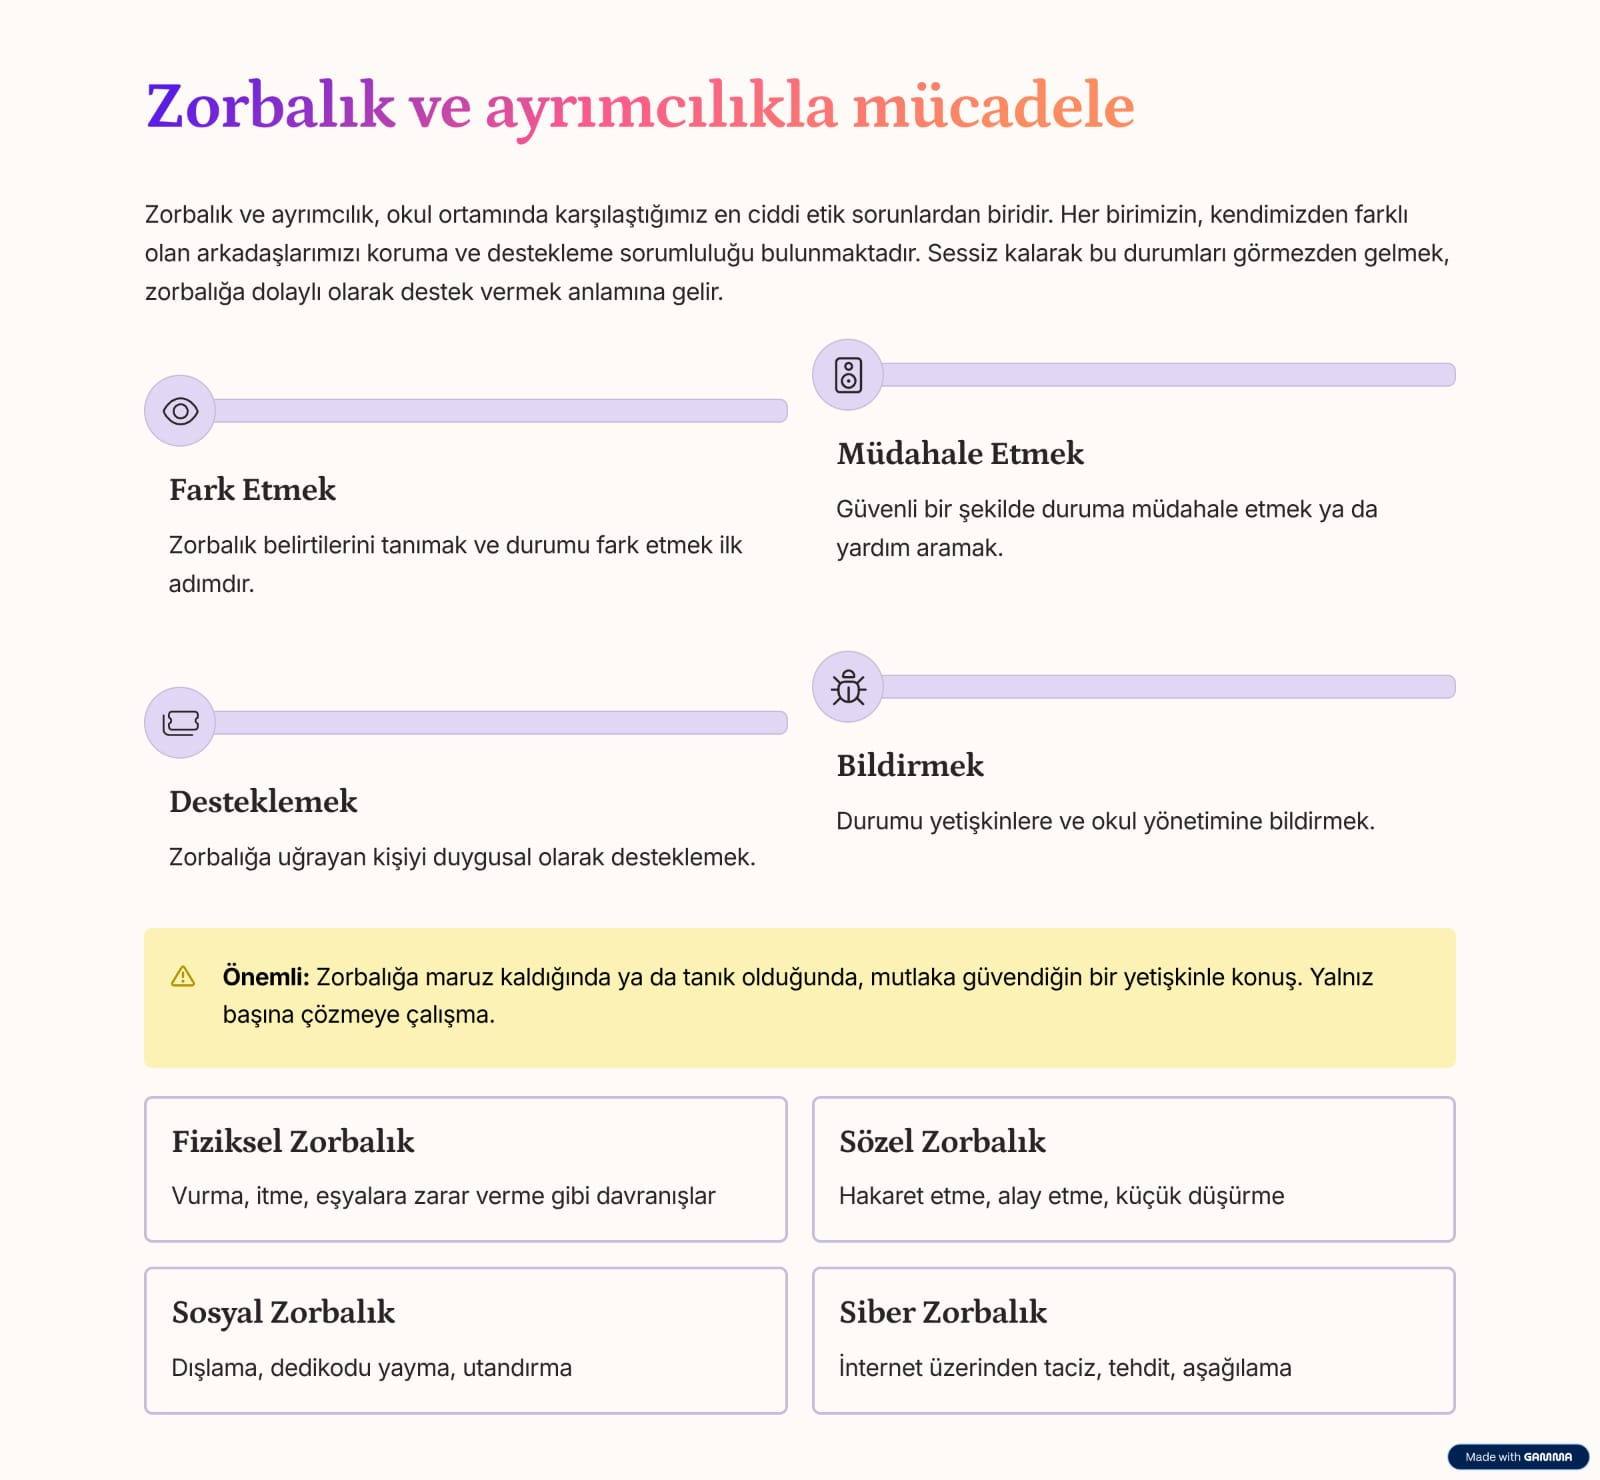 Zorbalık ve ayrımcılıkla mücadele
Zorbalık ve ayrımcılık, okul ortamında karşılaştığımız en ciddi etik sorunlardan biridir. Her birimizin, kendimizden farklı
olan arkadaşlarımızı koruma ve destekleme sorumluluğu bulunmaktadır. Sessiz kalarak bu durumları görmezden gelmek,
zorbalığa dolaylı olarak destek vermek anlamına gelir.
Fark Etmek
Zorbalık belirtilerini tanımak ve durumu fark etmek ilk
adımdır.
Müdahale Etmek
Güvenli bir şekilde duruma müdahale etmek ya da
yardım aramak.
Desteklemek
Zorbalığa uğrayan kişiyi duygusal olarak desteklemek.
Bildirmek
Durumu yetişkinlere ve okul yönetimine bildirmek.
Önemli: Zorbalığa maruz kaldığında ya da tanık olduğunda, mutlaka güvendiğin bir yetişkinle konuş. Yalnız
başına çözmeye çalışma.
Fiziksel Zorbalık
Vurma, itme, eşyalara zarar verme gibi davranışlar
Sözel Zorbalık
Hakaret etme, alay etme, küçük düşürme
Sosyal Zorbalık
Dışlama, dedikodu yayma, utandırma
Siber Zorbalık
İnternet üzerinden taciz, tehdit, aşağılama
Made with GAMMA